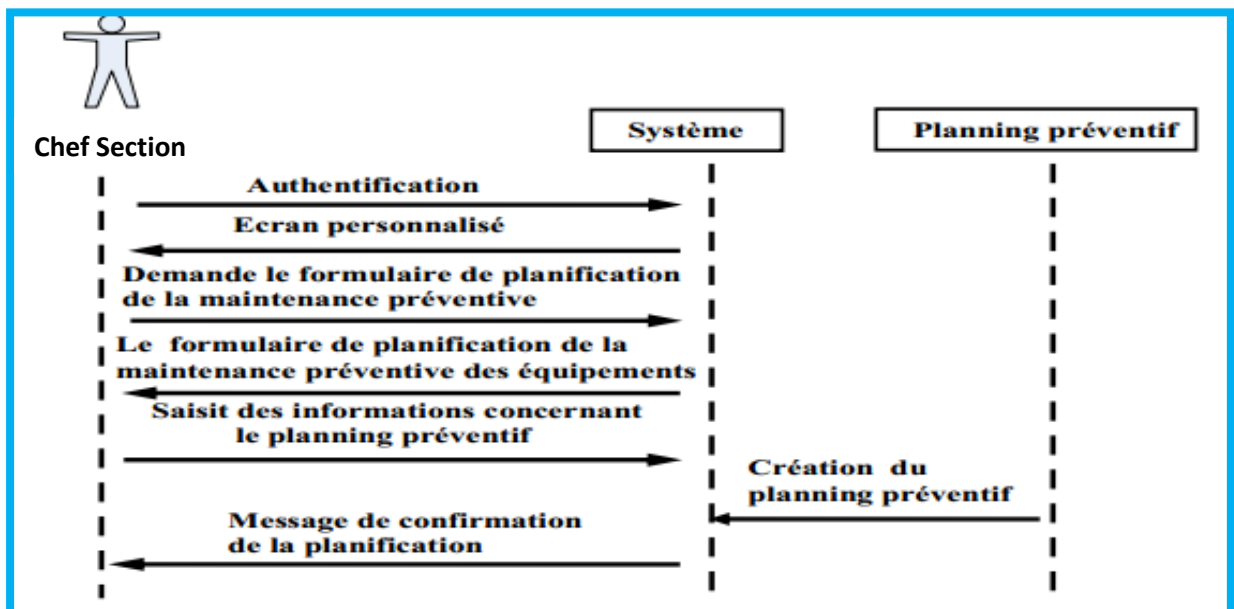 Chef Section
Système
Planning préventif
Authentification
Ecran personnalisé
Demande le formulaire de planification
de la maintenance préventive
Le formulaire de planification de la
maintenance préventive des équipements
Saisit des informations concernant
le planning préventif
Création du
planning préventif
Message de confirmation
de la planification